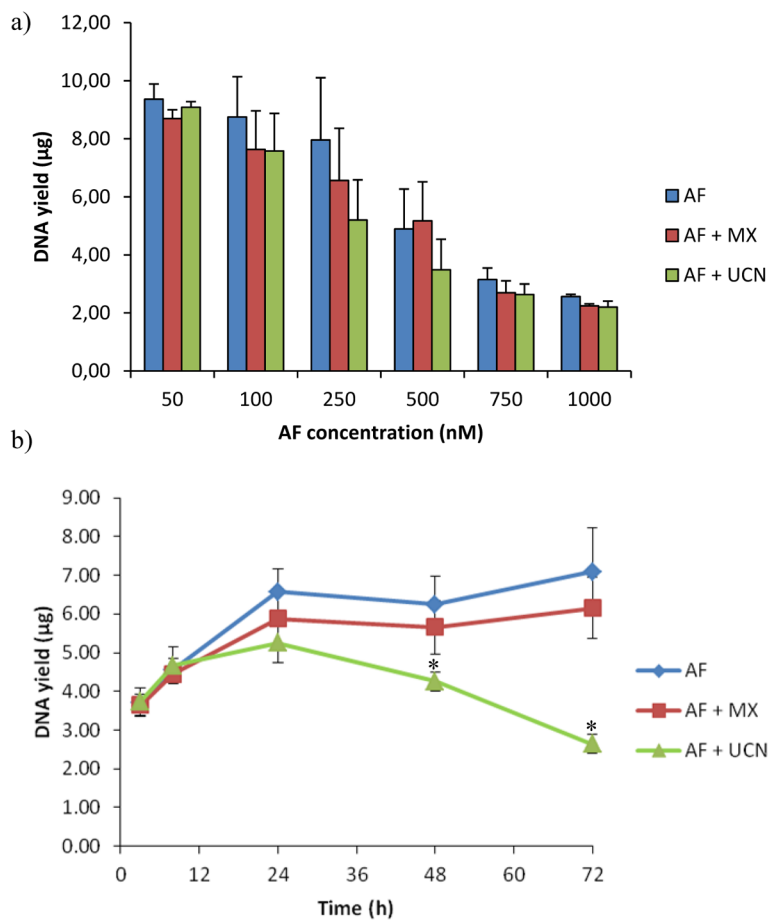 a)
12,00
10,00
8,00
6,00
4,00
2,00
0,00
DNA yield (µg)
50 100 250 500 750 1000
AF concentration (nM)
AF
AF + MX
AF + UCN
b)
9.00
8.00
7.00
6.00
5.00
4.00
3.00
2.00
1.00
0.00
DNA yield (µg)
*
*
0 12 24 36 48 60 72
Time (h)
AF
AF + MX
AF + UCN